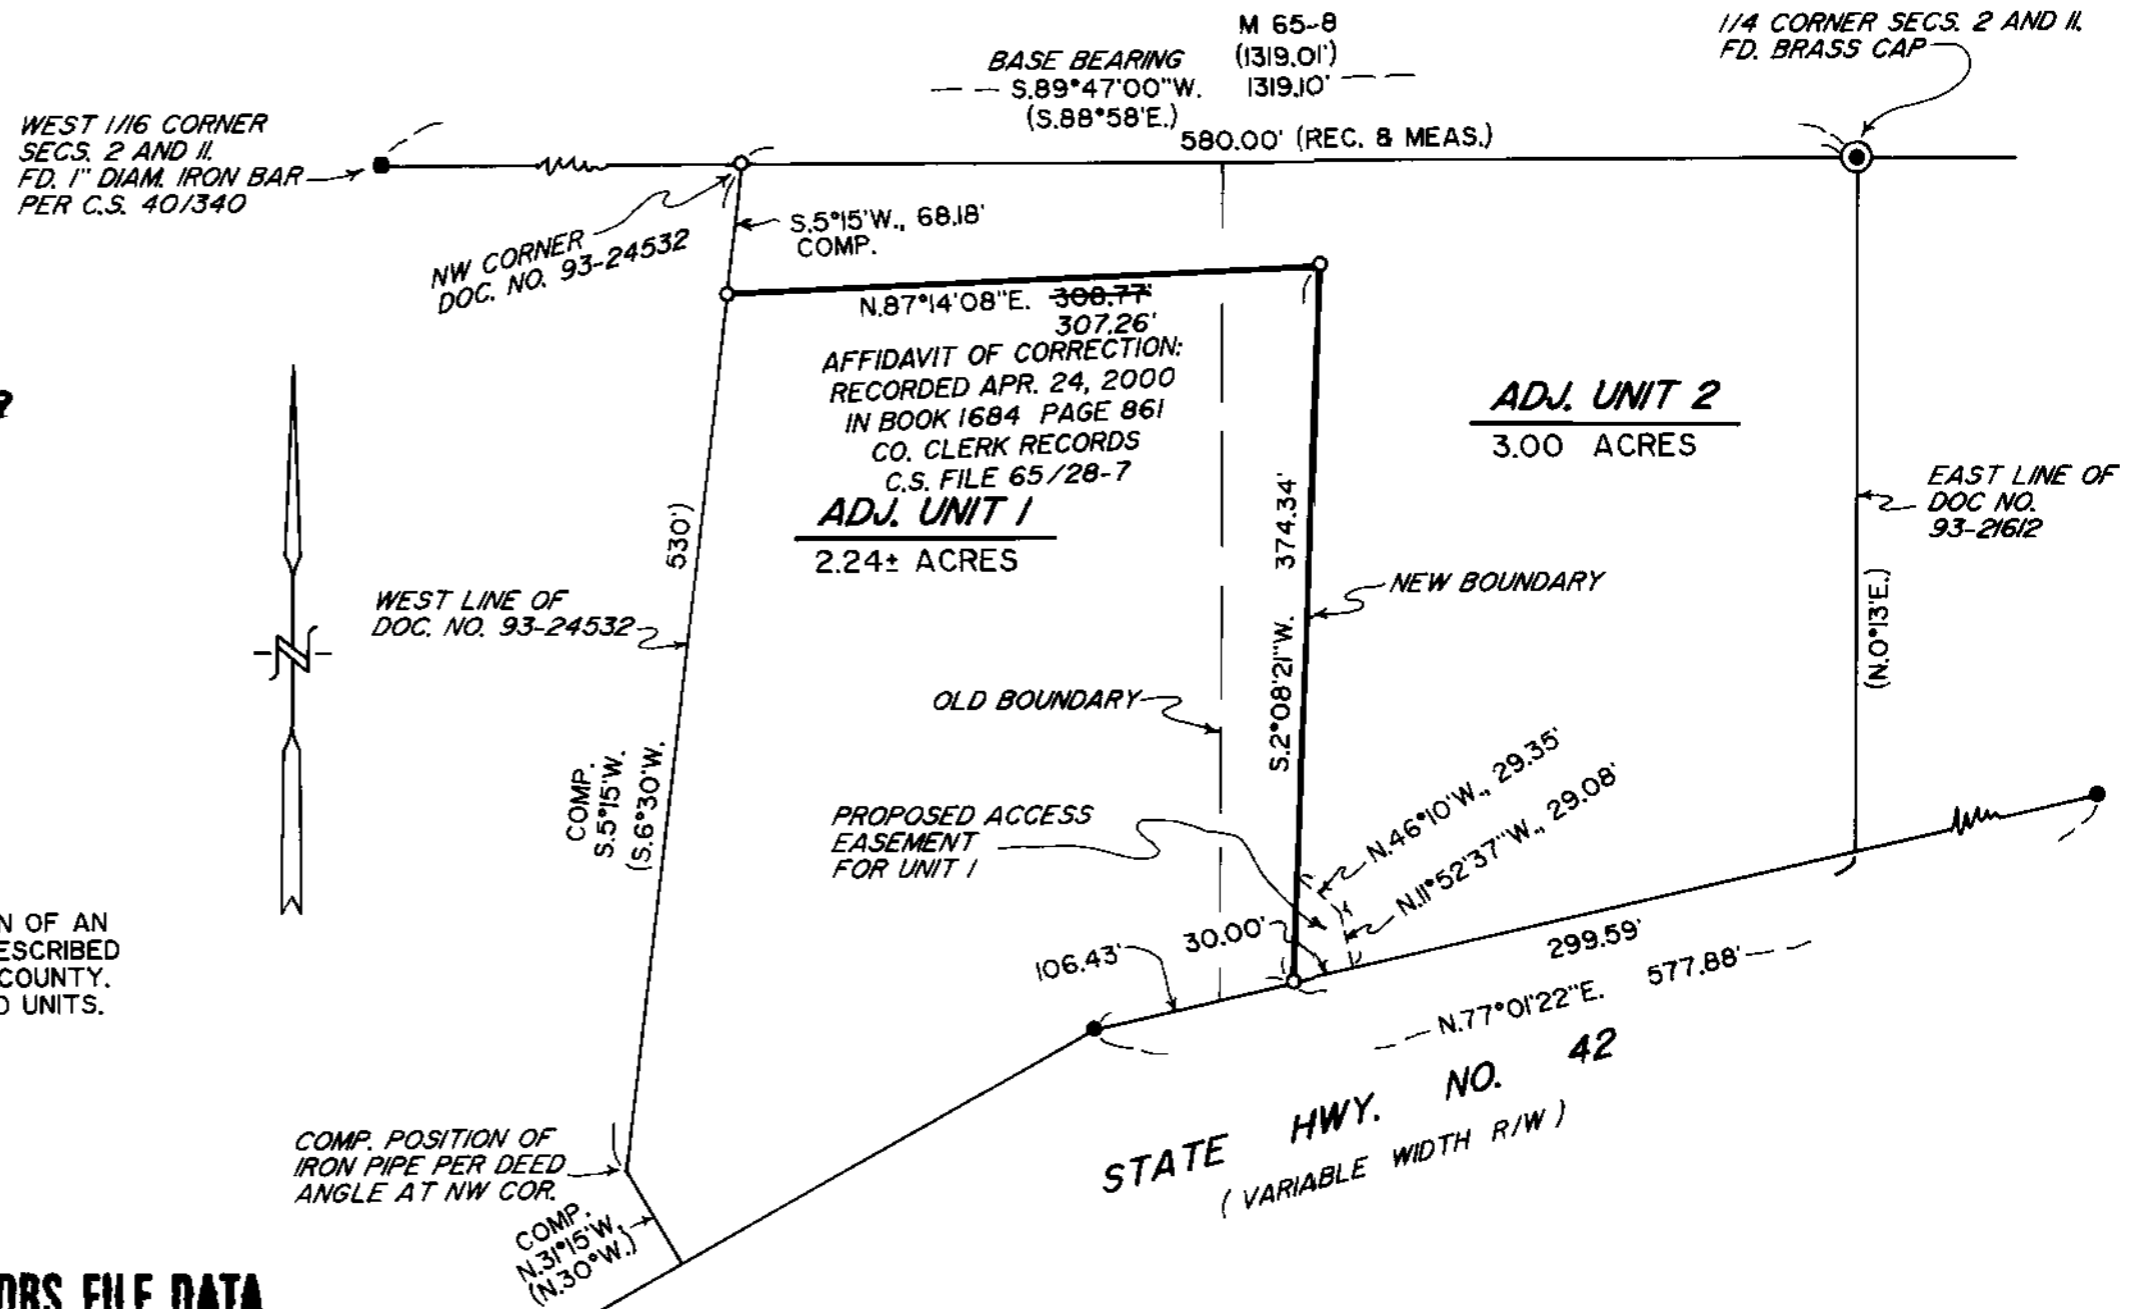 M 65-8
BASE BEARING (1319.01')
S.89°47'00"W. 1319.10'
(S.88°58'E.)
580.00' (REC. & MEAS.)
1/4 CORNER SECS. 2 AND 11.
FD. BRASS CAP
WEST 1/16 CORNER
SECS. 2 AND 11.
FD. 1" DIAM. IRON BAR
PER C.S. 40/340
NW CORNER
DOC. NO. 93-24532
S.5°15'W., 68.18'
COMP.
N.87°14'08"E. 308.77'
307.26'
AFFIDAVIT OF CORRECTION:
RECORDED APR. 24, 2000
IN BOOK 1684 PAGE 861
CO. CLERK RECORDS
C.S. FILE 65/28-7
ADJ. UNIT 1
2.24± ACRES
ADJ. UNIT 2
3.00 ACRES
EAST LINE OF
DOC NO.
93-21612
(N.0°13'E.)
530')
WEST LINE OF
DOC. NO. 93-24532
COMP.
S.5°15'W.
(S.6°30'W.
S.2°08'21"W. 374.34'
NEW BOUNDARY
OLD BOUNDARY
N
PROPOSED ACCESS
EASEMENT
FOR UNIT 1
N.46°10'W., 29.35'
N.11°52'37"W., 29.08'
106.43'
30.00'
299.59'
N.77°01'22"E. 577.88'
STATE HWY. NO. 42
( VARIABLE WIDTH R/W )
N OF AN
ESCRIBED
COUNTY.
D UNITS.
COMP. POSITION OF
IRON PIPE PER DEED
ANGLE AT NW COR.
COMP.
N.31°15'W.
(N.30°W.)
ORS FILE DATA